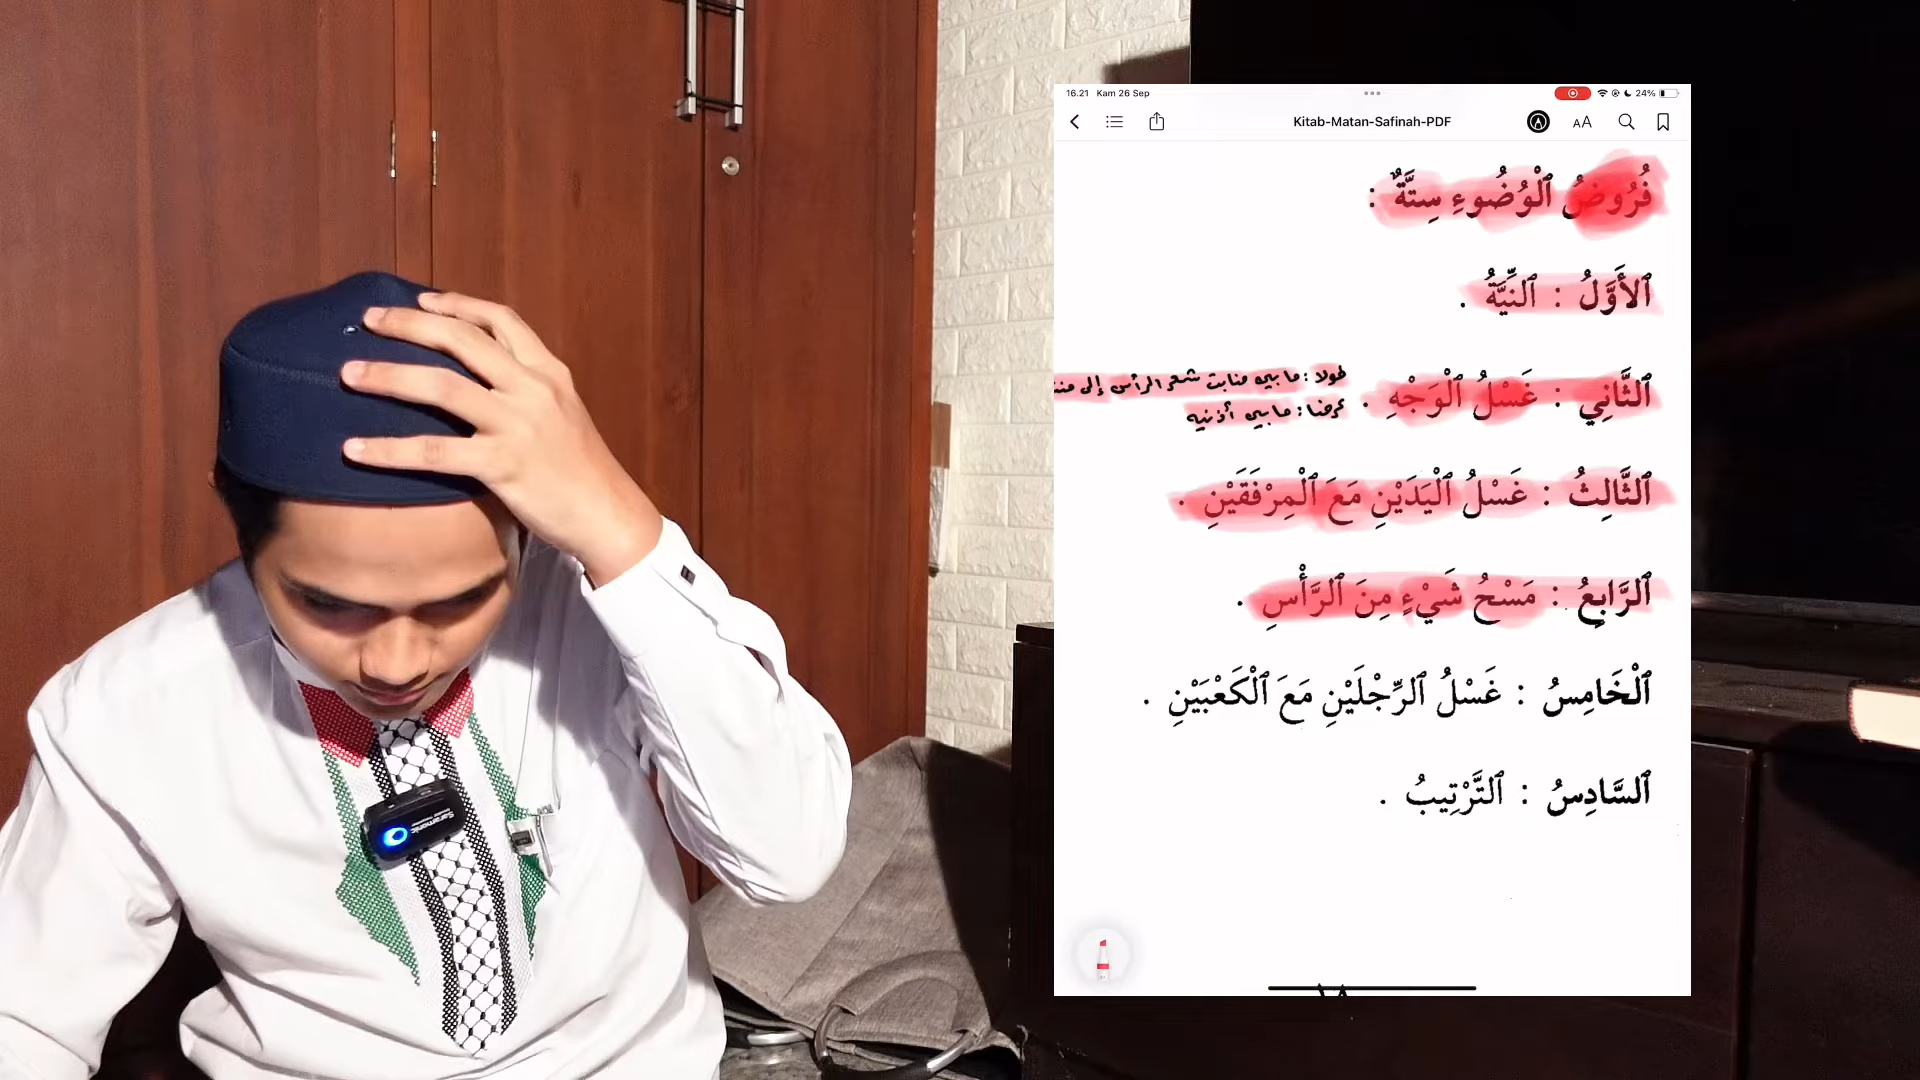 16.21 Kam 26 Sep 24%
Kitab-Matan-Safinah-PDF
AA
فُرُوضُ ٱلْوُضُوءِ سِتَّةٌ :
ٱلأَوَّلُ : ٱلنِّيَّةُ .
ٱلثَّانِي : غَسْلُ ٱلْوَجْهِ .
طولا : ما بين منابت شعر الرأس إلى
عرضا : ما بين أذنيه
ٱلثَّالِثُ : غَسْلُ ٱلْيَدَيْنِ مَعَ ٱلْمِرْفَقَيْنِ .
ٱلرَّابِعُ : مَسْحُ شَيْءٍ مِنَ ٱلرَّأْسِ .
ٱلْخَامِسُ : غَسْلُ ٱلرِّجْلَيْنِ مَعَ ٱلْكَعْبَيْنِ .
ٱلسَّادِسُ : ٱلتَّرْتِيبُ .
Saramonic